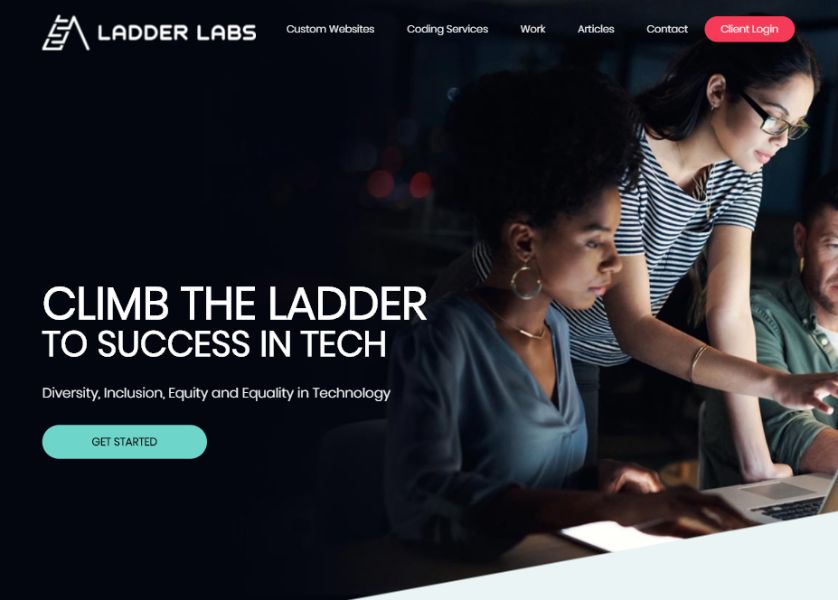 LADDER LABS
Custom Websites
Coding Services
Work
Articles
Contact
Client Login
CLIMB THE LADDER
TO SUCCESS IN TECH
Diversity, Inclusion, Equity and Equality in Technology
GET STARTED